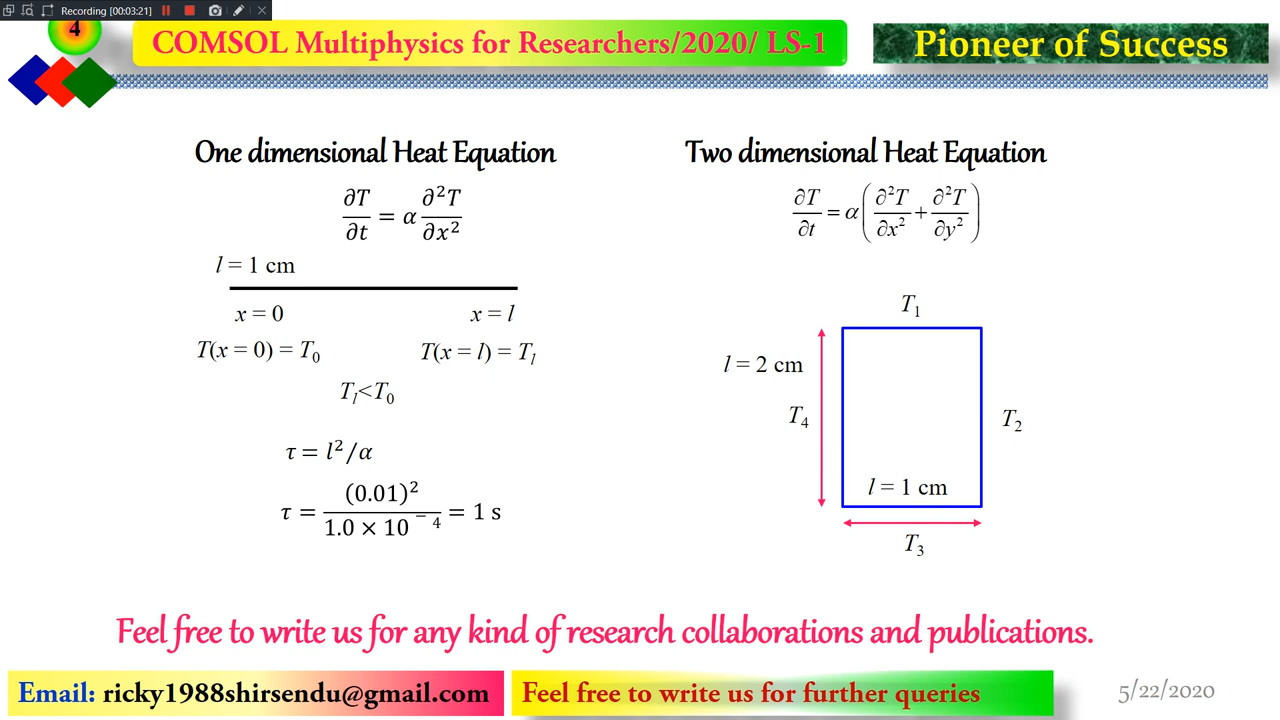 Recording [00:03:21]
4
COMSOL Multiphysics for Researchers/2020/ LS-1
Pioneer of Success
One dimensional Heat Equation
∂T/∂t = α ∂²T/∂x²
l = 1 cm
x = 0
x = l
T(x = 0) = T₀
T(x = l) = Tₗ
Tₗ<T₀
τ = l²/α
τ = (0.01)²/(1.0 × 10⁻⁴) = 1 s
Two dimensional Heat Equation
∂T/∂t = α(∂²T/∂x² + ∂²T/∂y²)
T₁
l = 2 cm
T₄
T₂
l = 1 cm
T₃
Feel free to write us for any kind of research collaborations and publications.
Email: ricky1988shirsendu@gmail.com
Feel free to write us for further queries
5/22/2020